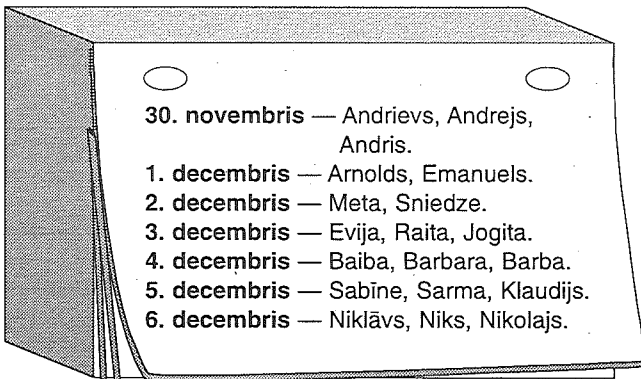 30. novembris — Andrievs, Andrejs,
Andris.
1. decembris — Arnolds, Emanuels.
2. decembris — Meta, Sniedze.
3. decembris — Evija, Raita, Jogita.
4. decembris — Baiba, Barbara, Barba.
5. decembris — Sabīne, Sarma, Klaudijs.
6. decembris — Niklāvs, Niks, Nikolajs.